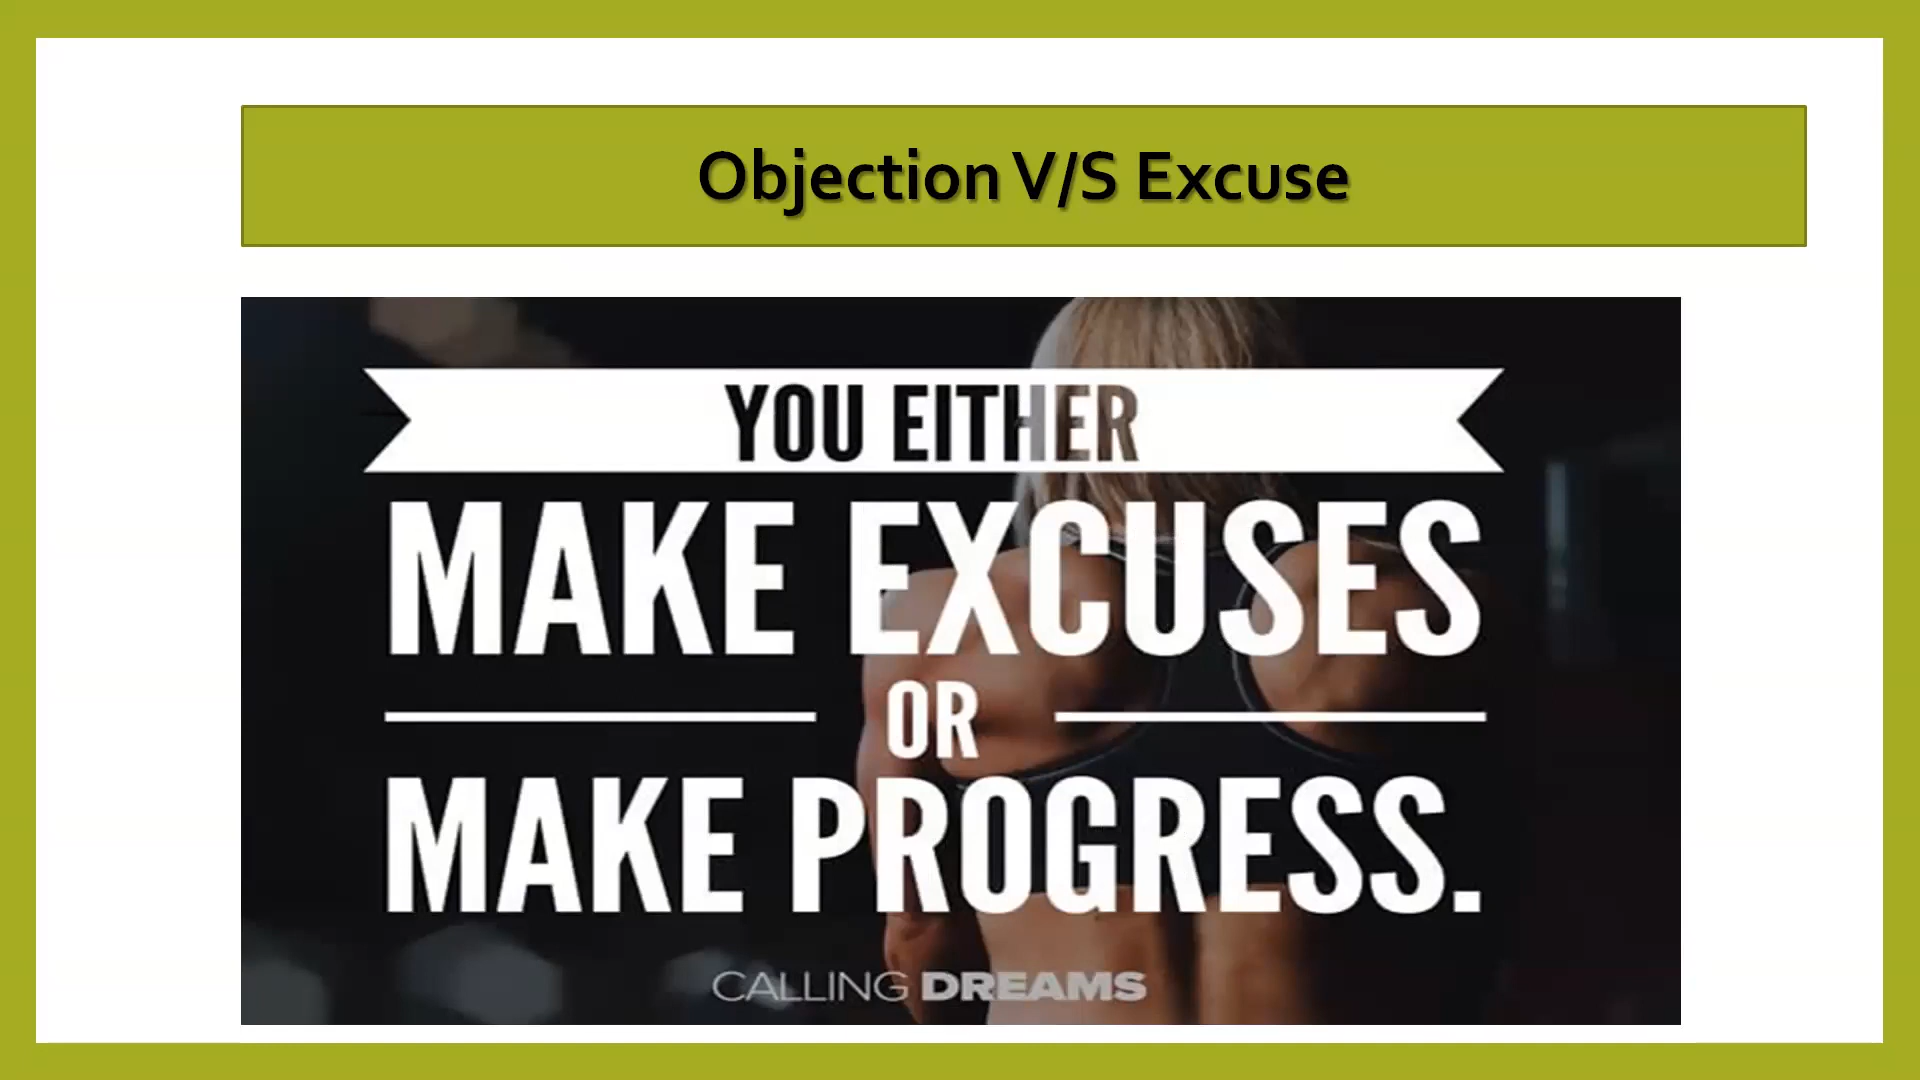 Objection V/S Excuse
YOU EITHER
MAKE EXCUSES
OR
MAKE PROGRESS.
CALLING DREAMS